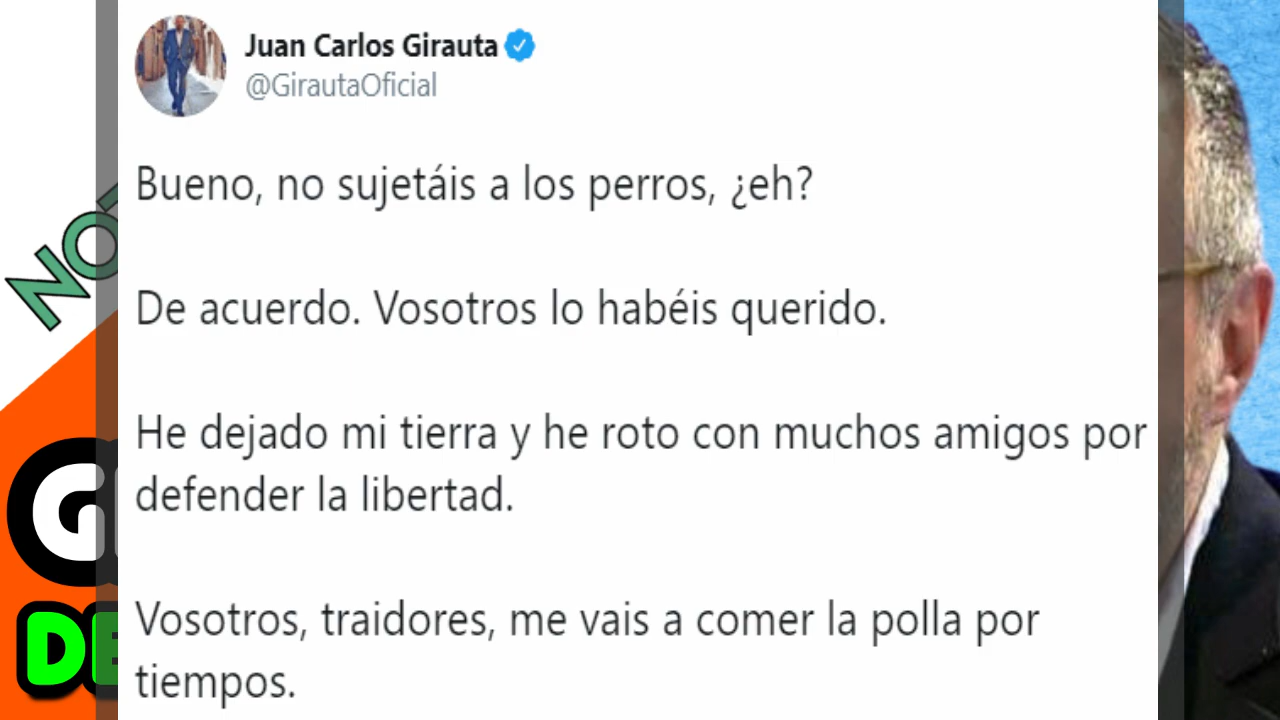 Juan Carlos Girauta
@GirautaOficial
Bueno, no sujetáis a los perros, ¿eh?
De acuerdo. Vosotros lo habéis querido.
He dejado mi tierra y he roto con muchos amigos por
defender la libertad.
Vosotros, traidores, me vais a comer la polla por
tiempos.